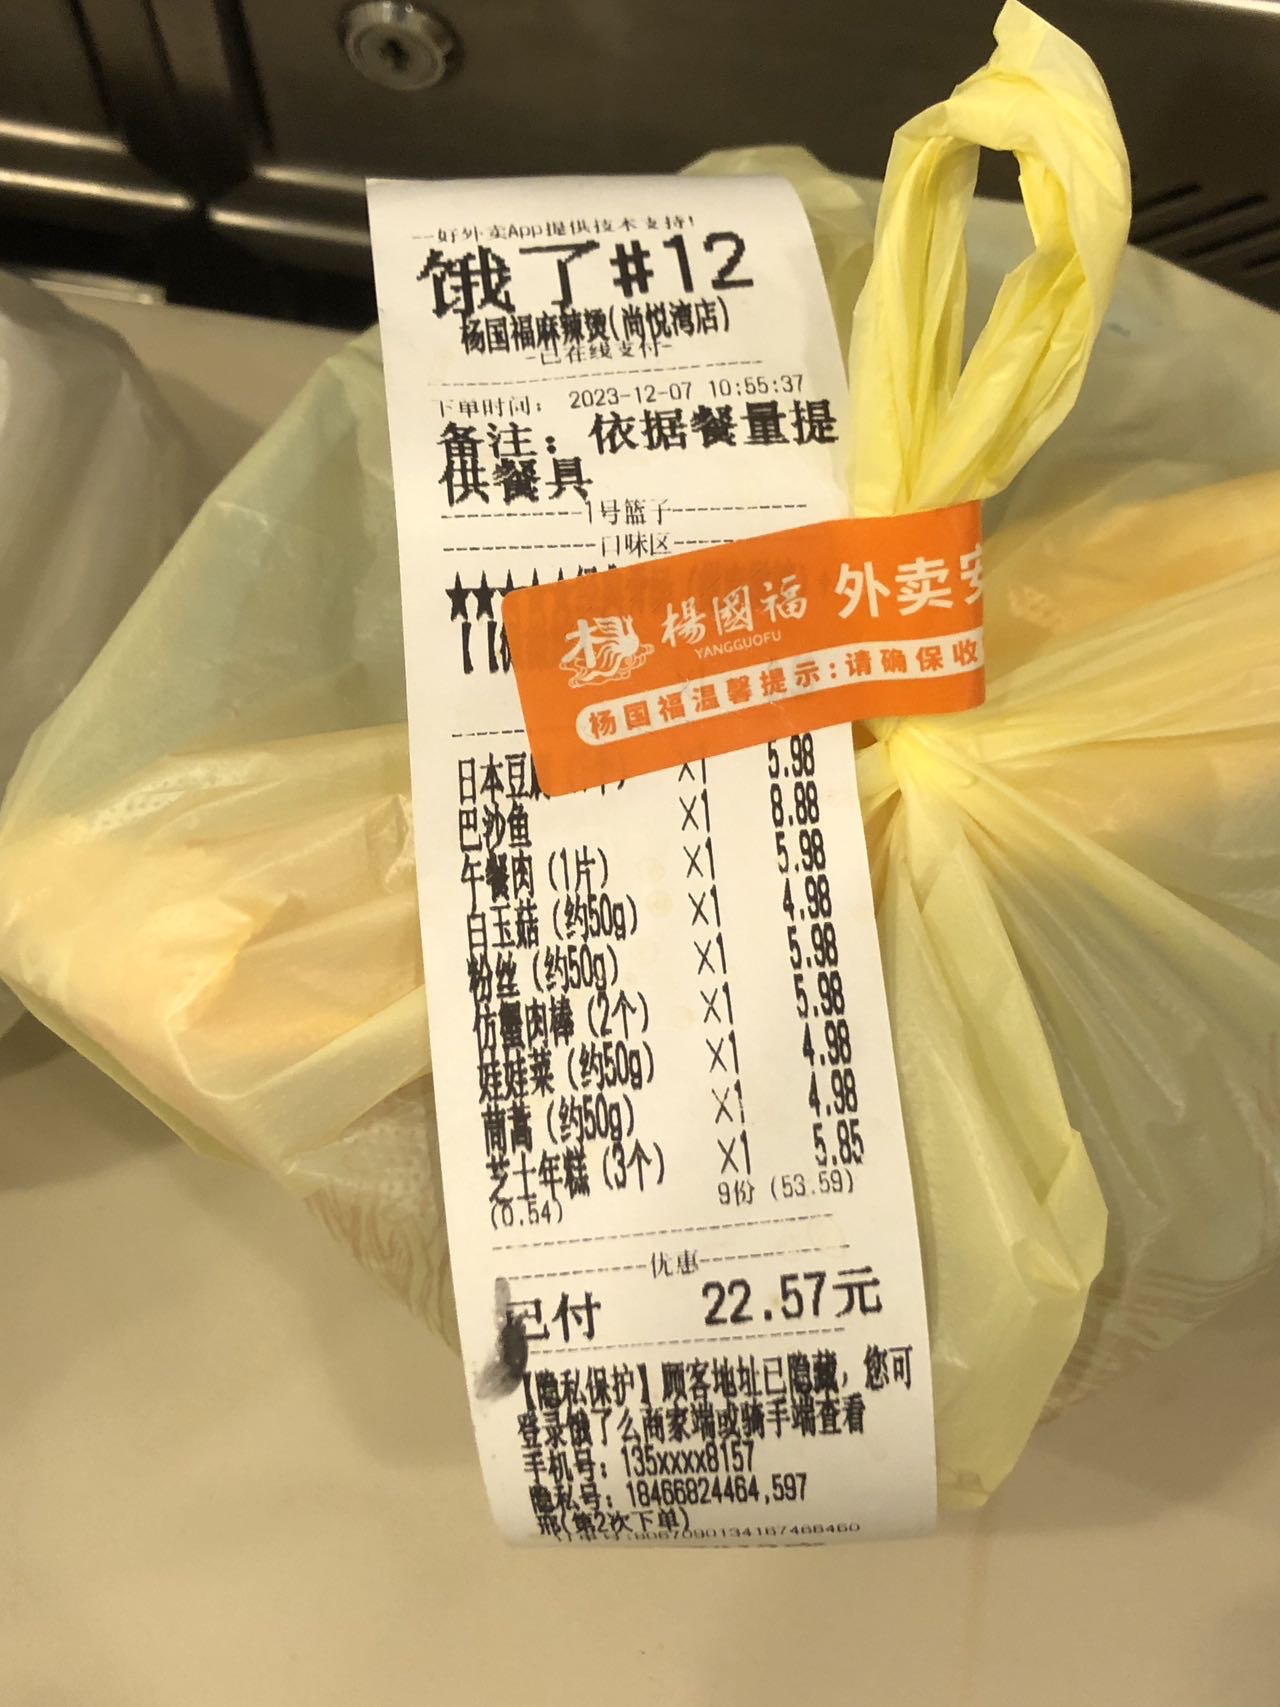 好外卖App提供技术支持!
饿了#12
杨国福麻辣烫(尚悦湾店)
-已在线支付-
下单时间: 2023-12-07 10:55:37
备注: 依据餐量提
供餐具
1号篮子
口味区
★★★★★
楊國福 外卖
YANGGUOFU
杨国福温馨提示:请确保收
日本豆 X1 5.98
巴沙鱼 X1 8.88
午餐肉(1片) X1 5.98
白玉菇(约50g) X1 4.98
粉丝(约50g) X1 5.98
仿蟹肉棒(2个) X1 5.98
娃娃菜(约50g) X1 4.98
茼蒿(约50g) X1 4.98
芝士年糕(3个) X1 5.85
(0.54) 9份 (53.59)
优惠
已付 22.57元
【隐私保护】顾客地址已隐藏,您可
登录饿了么商家端或骑手端查看
手机号: 135xxxx8157
隐私号: 18466824464,597
邢(第2次下单)